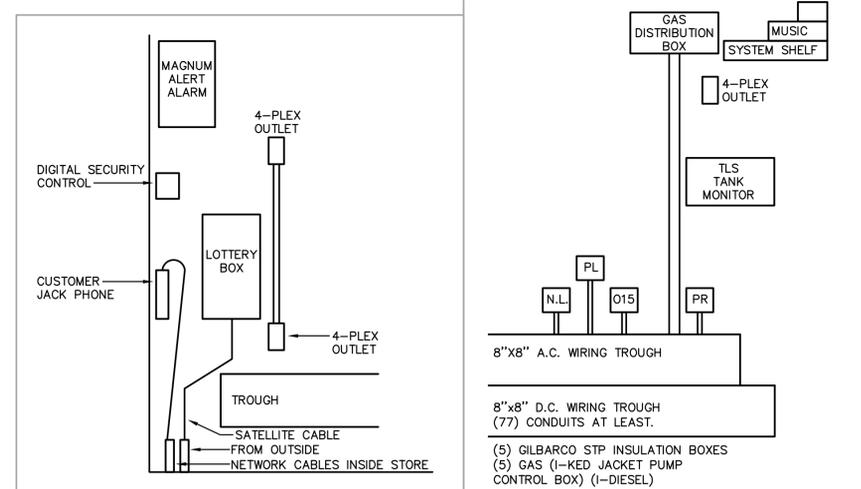 MAGNUM
ALERT
ALARM
4-PLEX
OUTLET
DIGITAL SECURITY
CONTROL
LOTTERY
BOX
CUSTOMER
JACK PHONE
4-PLEX
OUTLET
TROUGH
SATELLITE CABLE
FROM OUTSIDE
NETWORK CABLES INSIDE STORE
GAS
DISTRIBUTION
BOX
MUSIC
SYSTEM SHELF
4-PLEX
OUTLET
TLS
TANK
MONITOR
PL
N.L.
O15
PR
8"X8" A.C. WIRING TROUGH
8"x8" D.C. WIRING TROUGH
(77) CONDUITS AT LEAST.
(5) GILBARCO STP INSULATION BOXES
(5) GAS (I-KED JACKET PUMP
CONTROL BOX) (I-DIESEL)